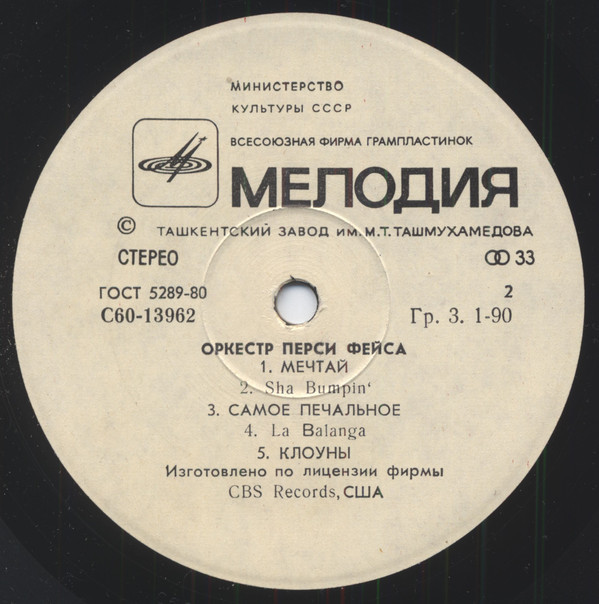 МИНИСТЕРСТВО
КУЛЬТУРЫ СССР
ВСЕСОЮЗНАЯ ФИРМА ГРАМПЛАСТИНОК
МЕЛОДИЯ
© ТАШКЕНТСКИЙ ЗАВОД ИМ. М.Т. ТАШМУХАМЕДОВА
СТЕРЕО 33
ГОСТ 5289-80 2
С60-13962 Гр. 3. 1-90
ОРКЕСТР ПЕРСИ ФЕЙСА
1. МЕЧТАЙ
2. Sha Bumpin‘
3. САМОЕ ПЕЧАЛЬНОЕ
4. La Balanga
5. КЛОУНЫ
Изготовлено по лицензии фирмы
CBS Records, США